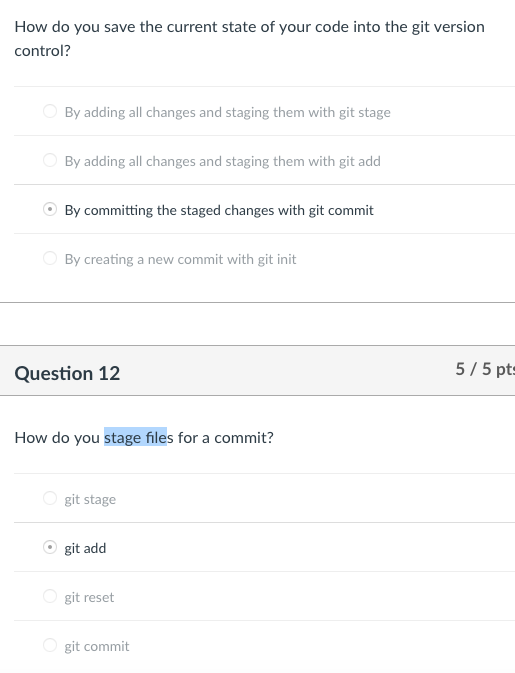 How do you save the current state of your code into the git version
control?
By adding all changes and staging them with git stage
By adding all changes and staging them with git add
By committing the staged changes with git commit
By creating a new commit with git init
Question 12
5 / 5 pts
How do you stage files for a commit?
git stage
git add
git reset
git commit